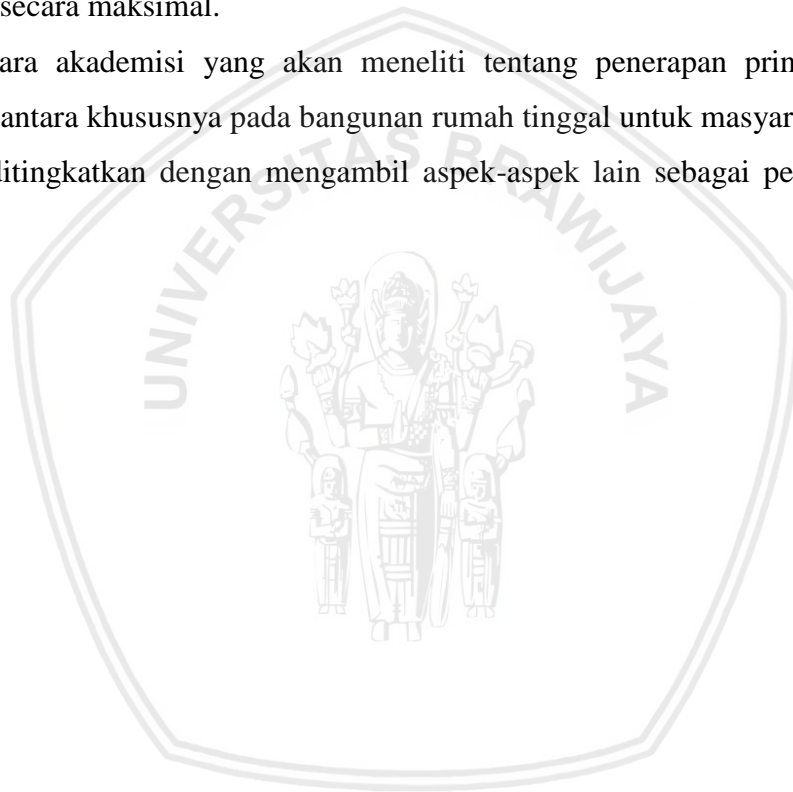 secara maksimal.
ara akademisi yang akan meneliti tentang penerapan prin
antara khususnya pada bangunan rumah tinggal untuk masyar
ditingkatkan dengan mengambil aspek-aspek lain sebagai pe
UNIVERSITAS BRAWIJAYA